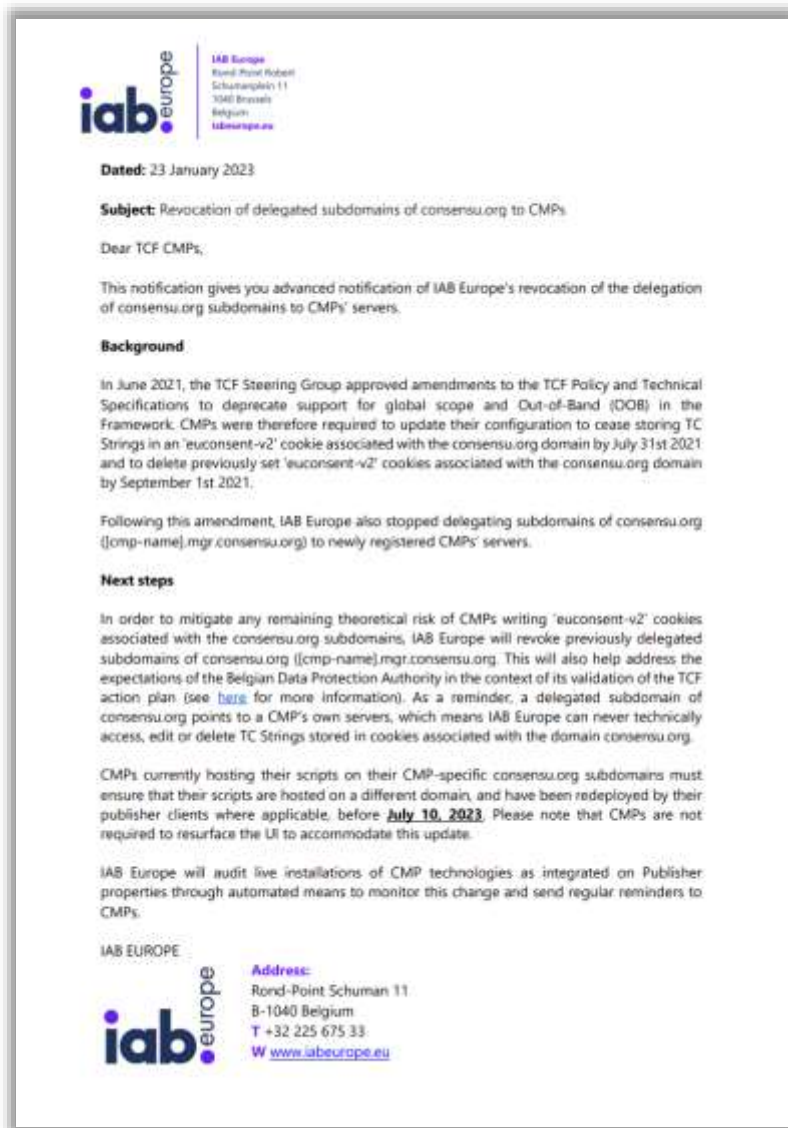 iab
europe
IAB Europe
Rond-Point Robert
Schumanplein 11
1040 Brussels
Belgium
iabeurope.eu
Dated: 23 January 2023
Subject: Revocation of delegated subdomains of consensu.org to CMPs
Dear TCF CMPs,
This notification gives you advanced notification of IAB Europe's revocation of the delegation
of consensu.org subdomains to CMPs' servers.
Background
In June 2021, the TCF Steering Group approved amendments to the TCF Policy and Technical
Specifications to deprecate support for global scope and Out-of-Band (OOB) in the
Framework. CMPs were therefore required to update their configuration to cease storing TC
Strings in an 'euconsent-v2' cookie associated with the consensu.org domain by July 31st 2021
and to delete previously set 'euconsent-v2' cookies associated with the consensu.org domain
by September 1st 2021.
Following this amendment, IAB Europe also stopped delegating subdomains of consensu.org
([cmp-name].mgr.consensu.org) to newly registered CMPs' servers.
Next steps
In order to mitigate any remaining theoretical risk of CMPs writing 'euconsent-v2' cookies
associated with the consensu.org subdomains, IAB Europe will revoke previously delegated
subdomains of consensu.org ([cmp-name].mgr.consensu.org. This will also help address the
expectations of the Belgian Data Protection Authority in the context of its validation of the TCF
action plan (see here for more information). As a reminder, a delegated subdomain of
consensu.org points to a CMP's own servers, which means IAB Europe can never technically
access, edit or delete TC Strings stored in cookies associated with the domain consensu.org.
CMPs currently hosting their scripts on their CMP-specific consensu.org subdomains must
ensure that their scripts are hosted on a different domain, and have been redeployed by their
publisher clients where applicable, before July 10, 2023. Please note that CMPs are not
required to resurface the UI to accommodate this update.
IAB Europe will audit live installations of CMP technologies as integrated on Publisher
properties through automated means to monitor this change and send regular reminders to
CMPs.
IAB EUROPE
iab
europe
Address:
Rond-Point Schuman 11
B-1040 Belgium
T +32 225 675 33
W www.iabeurope.eu